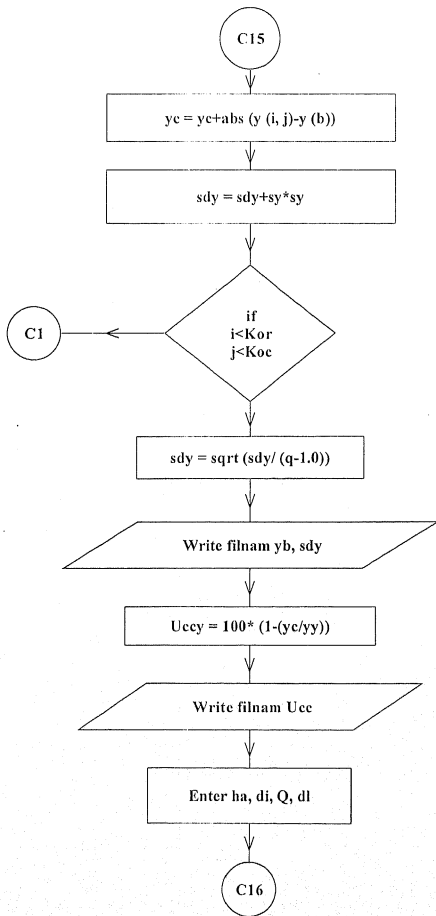 C15
yc = yc+abs (y (i, j)-y (b))
sdy = sdy+sy*sy
if
i<Kor
j<Koc
C1
sdy = sqrt (sdy/ (q-1.0))
Write filnam yb, sdy
Uccy = 100* (1-(yc/yy))
Write filnam Ucc
Enter ha, di, Q, dl
C16